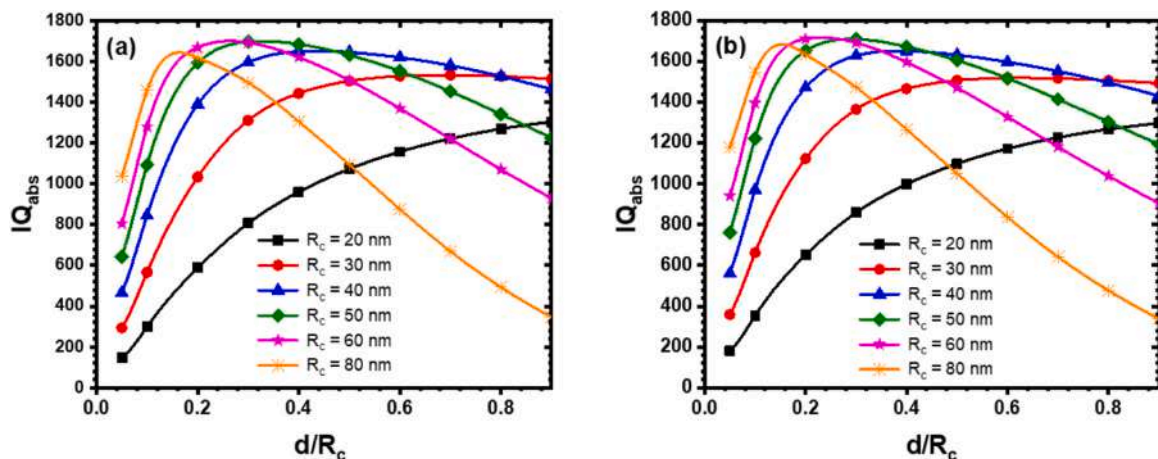 (a)
IQabs
1800
1600
1400
1200
1000
800
600
400
200
0
0.0 0.2 0.4 0.6 0.8
d/Rc
Rc = 20 nm
Rc = 30 nm
Rc = 40 nm
Rc = 50 nm
Rc = 60 nm
Rc = 80 nm
(b)
IQabs
1800
1600
1400
1200
1000
800
600
400
200
0
0.0 0.2 0.4 0.6 0.8
d/Rc
Rc = 20 nm
Rc = 30 nm
Rc = 40 nm
Rc = 50 nm
Rc = 60 nm
Rc = 80 nm